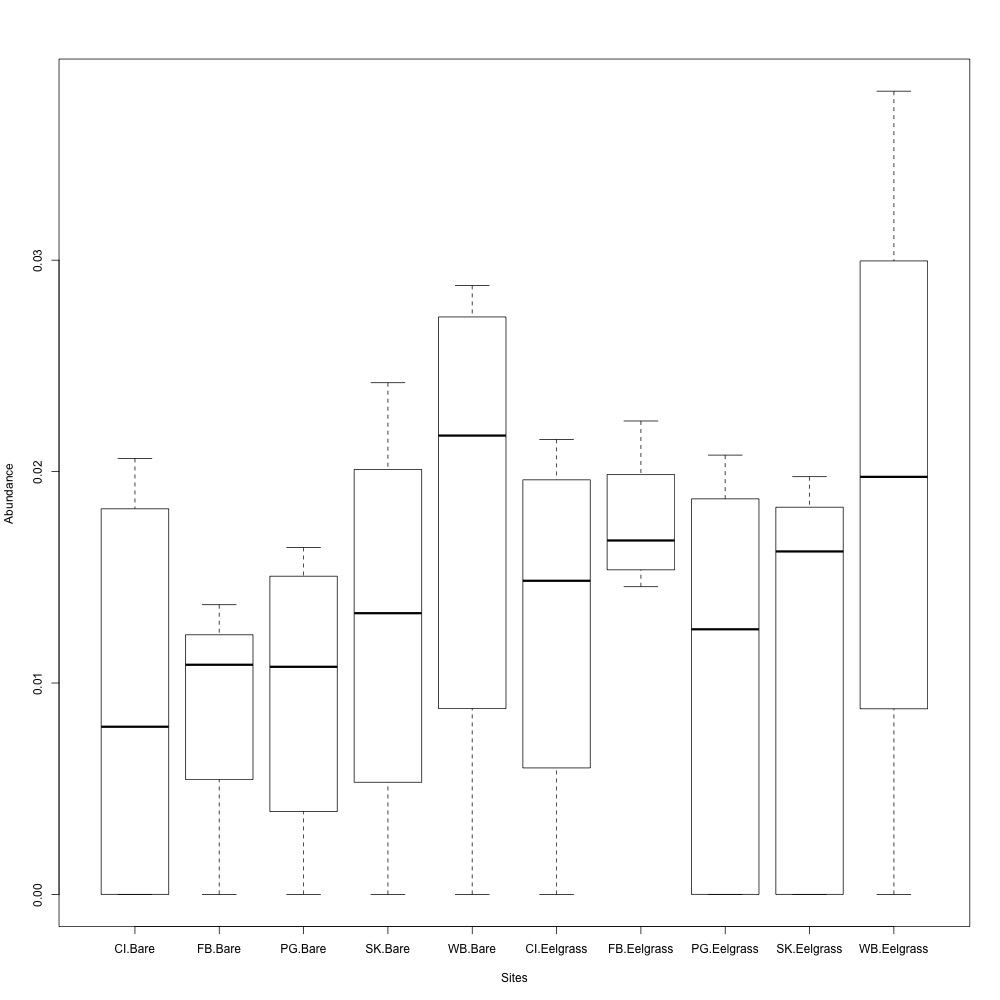 Abundance
0.03
0.02
0.01
0.00
CI.Bare FB.Bare PG.Bare SK.Bare WB.Bare CI.Eelgrass FB.Eelgrass PG.Eelgrass SK.Eelgrass WB.Eelgrass
Sites